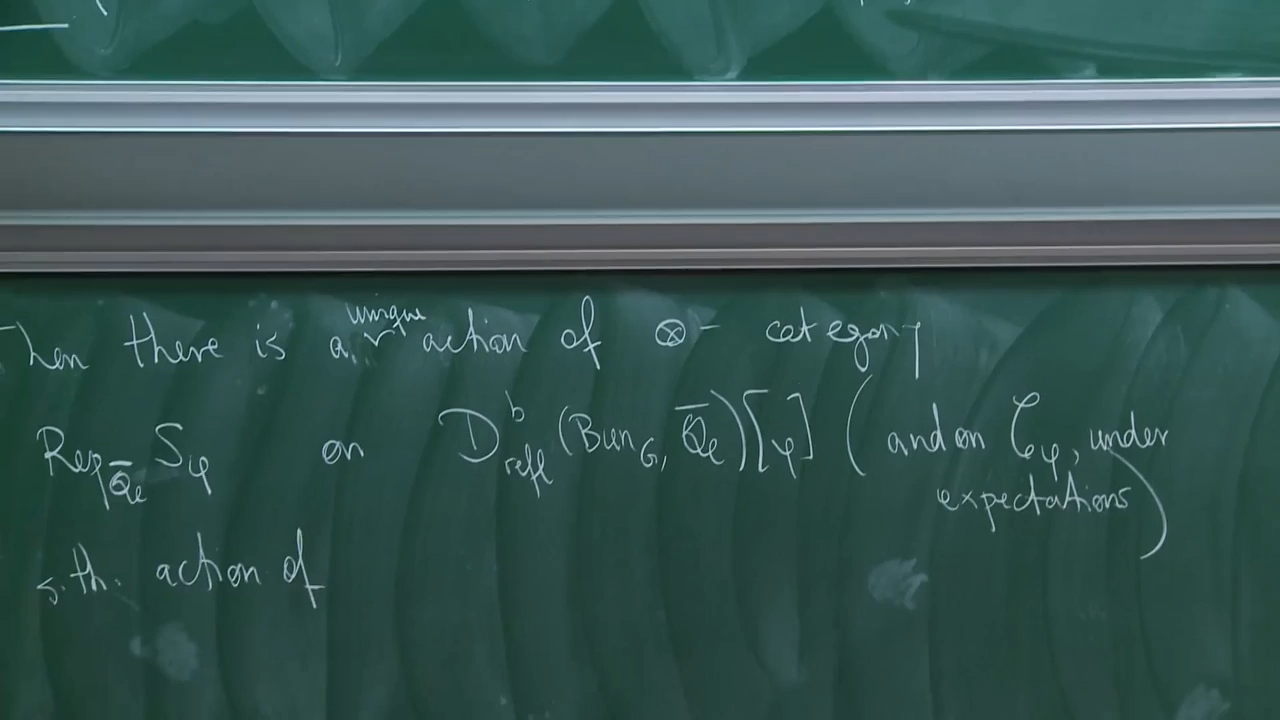 Then there is a unique action of ⊗- category
Rep_{\bar{Q}_ℓ} S_φ on D^b_{refl}(Bun_G, \bar{Q}_ℓ)[φ] (and on C_φ, under
expectations)
s.th. action of